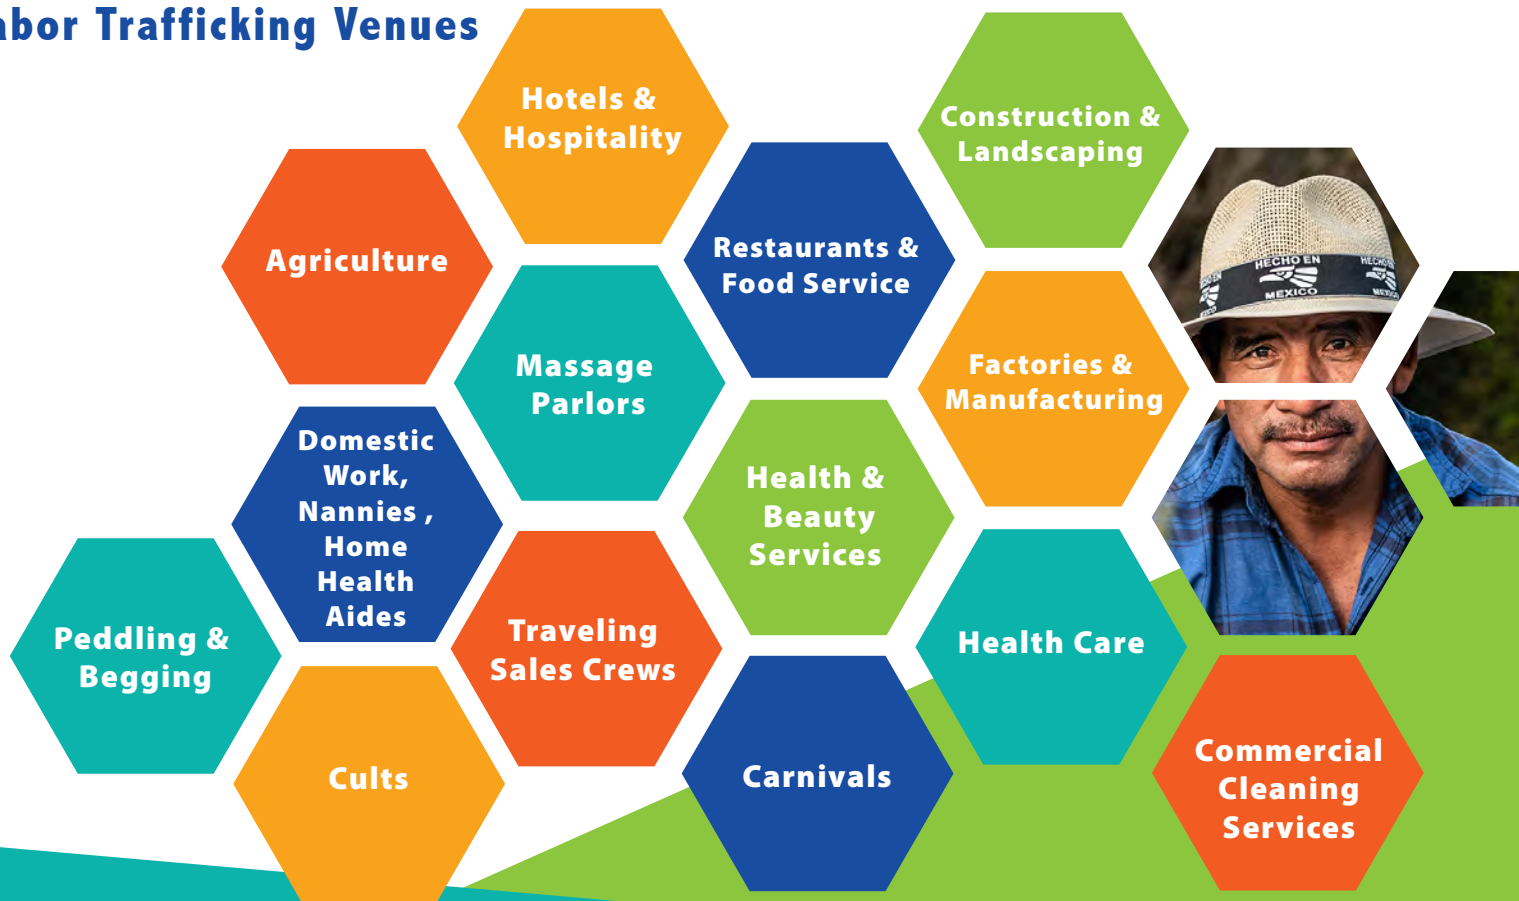 abor Trafficking Venues
Hotels &
Hospitality
Construction &
Landscaping
Agriculture
Restaurants &
Food Service
HECHO EN
MEXICO
Massage
Parlors
Factories &
Manufacturing
Domestic
Work,
Nannies ,
Home
Health
Aides
Health &
Beauty
Services
Peddling &
Begging
Traveling
Sales Crews
Health Care
Cults
Carnivals
Commercial
Cleaning
Services